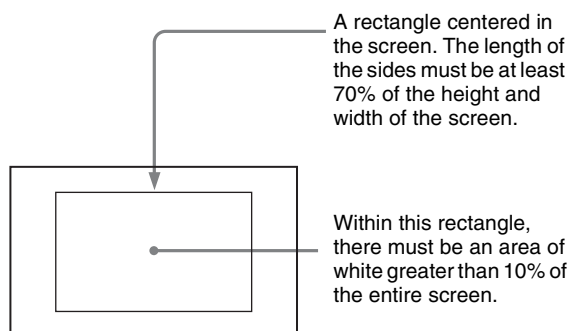 A rectangle centered in
the screen. The length of
the sides must be at least
70% of the height and
width of the screen.
Within this rectangle,
there must be an area of
white greater than 10% of
the entire screen.